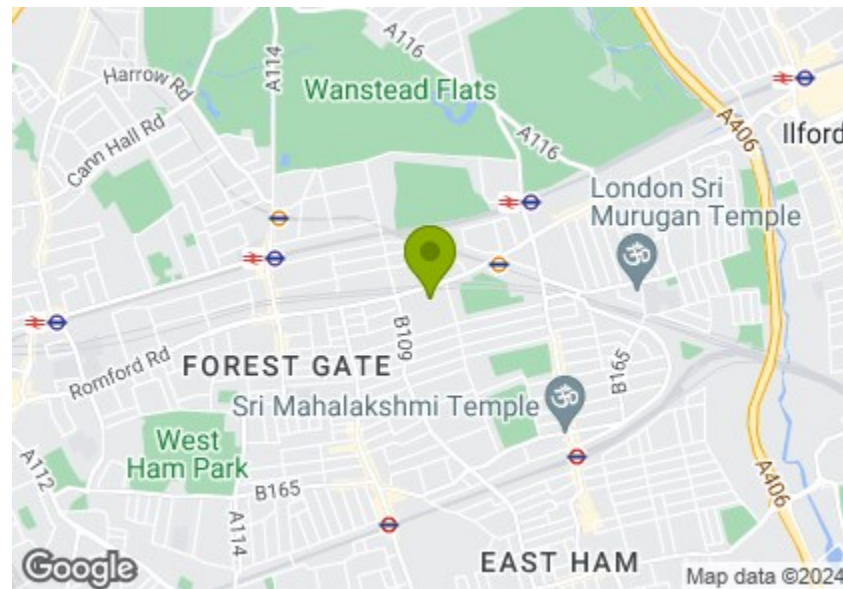 A116
Harrow Rd
A114
Wanstead Flats
Cann Hall Rd
A116
A406
Ilford
London Sri
Murugan Temple
B109
Romford Rd
FOREST GATE
B165
Sri Mahalakshmi Temple
West
Ham Park
A112
B165
A114
A406
EAST HAM
Google
Map data ©2024